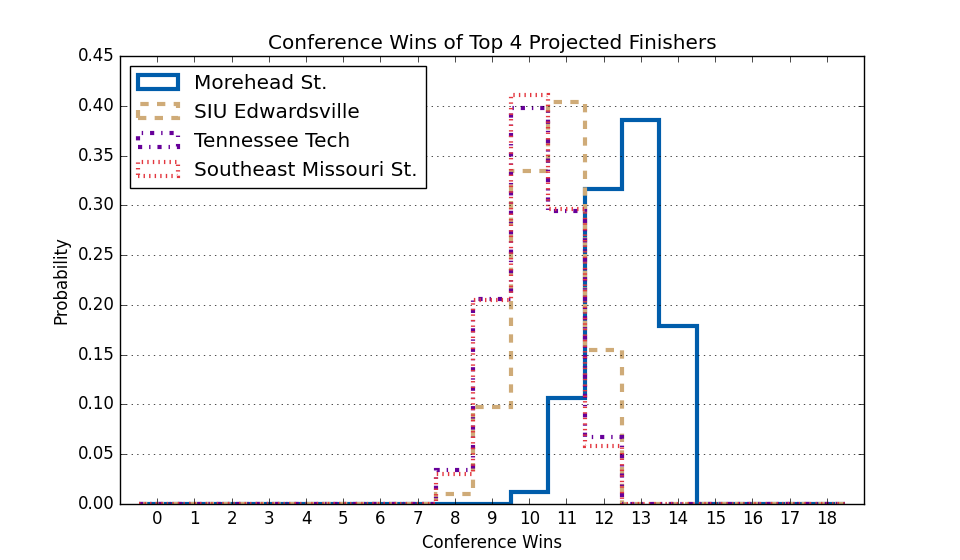 Conference Wins of Top 4 Projected Finishers
Morehead St.
SIU Edwardsville
Tennessee Tech
Southeast Missouri St.
Probability
0.45
0.40
0.35
0.30
0.25
0.20
0.15
0.10
0.05
0.00
0 1 2 3 4 5 6 7 8 9 10 11 12 13 14 15 16 17 18
Conference Wins